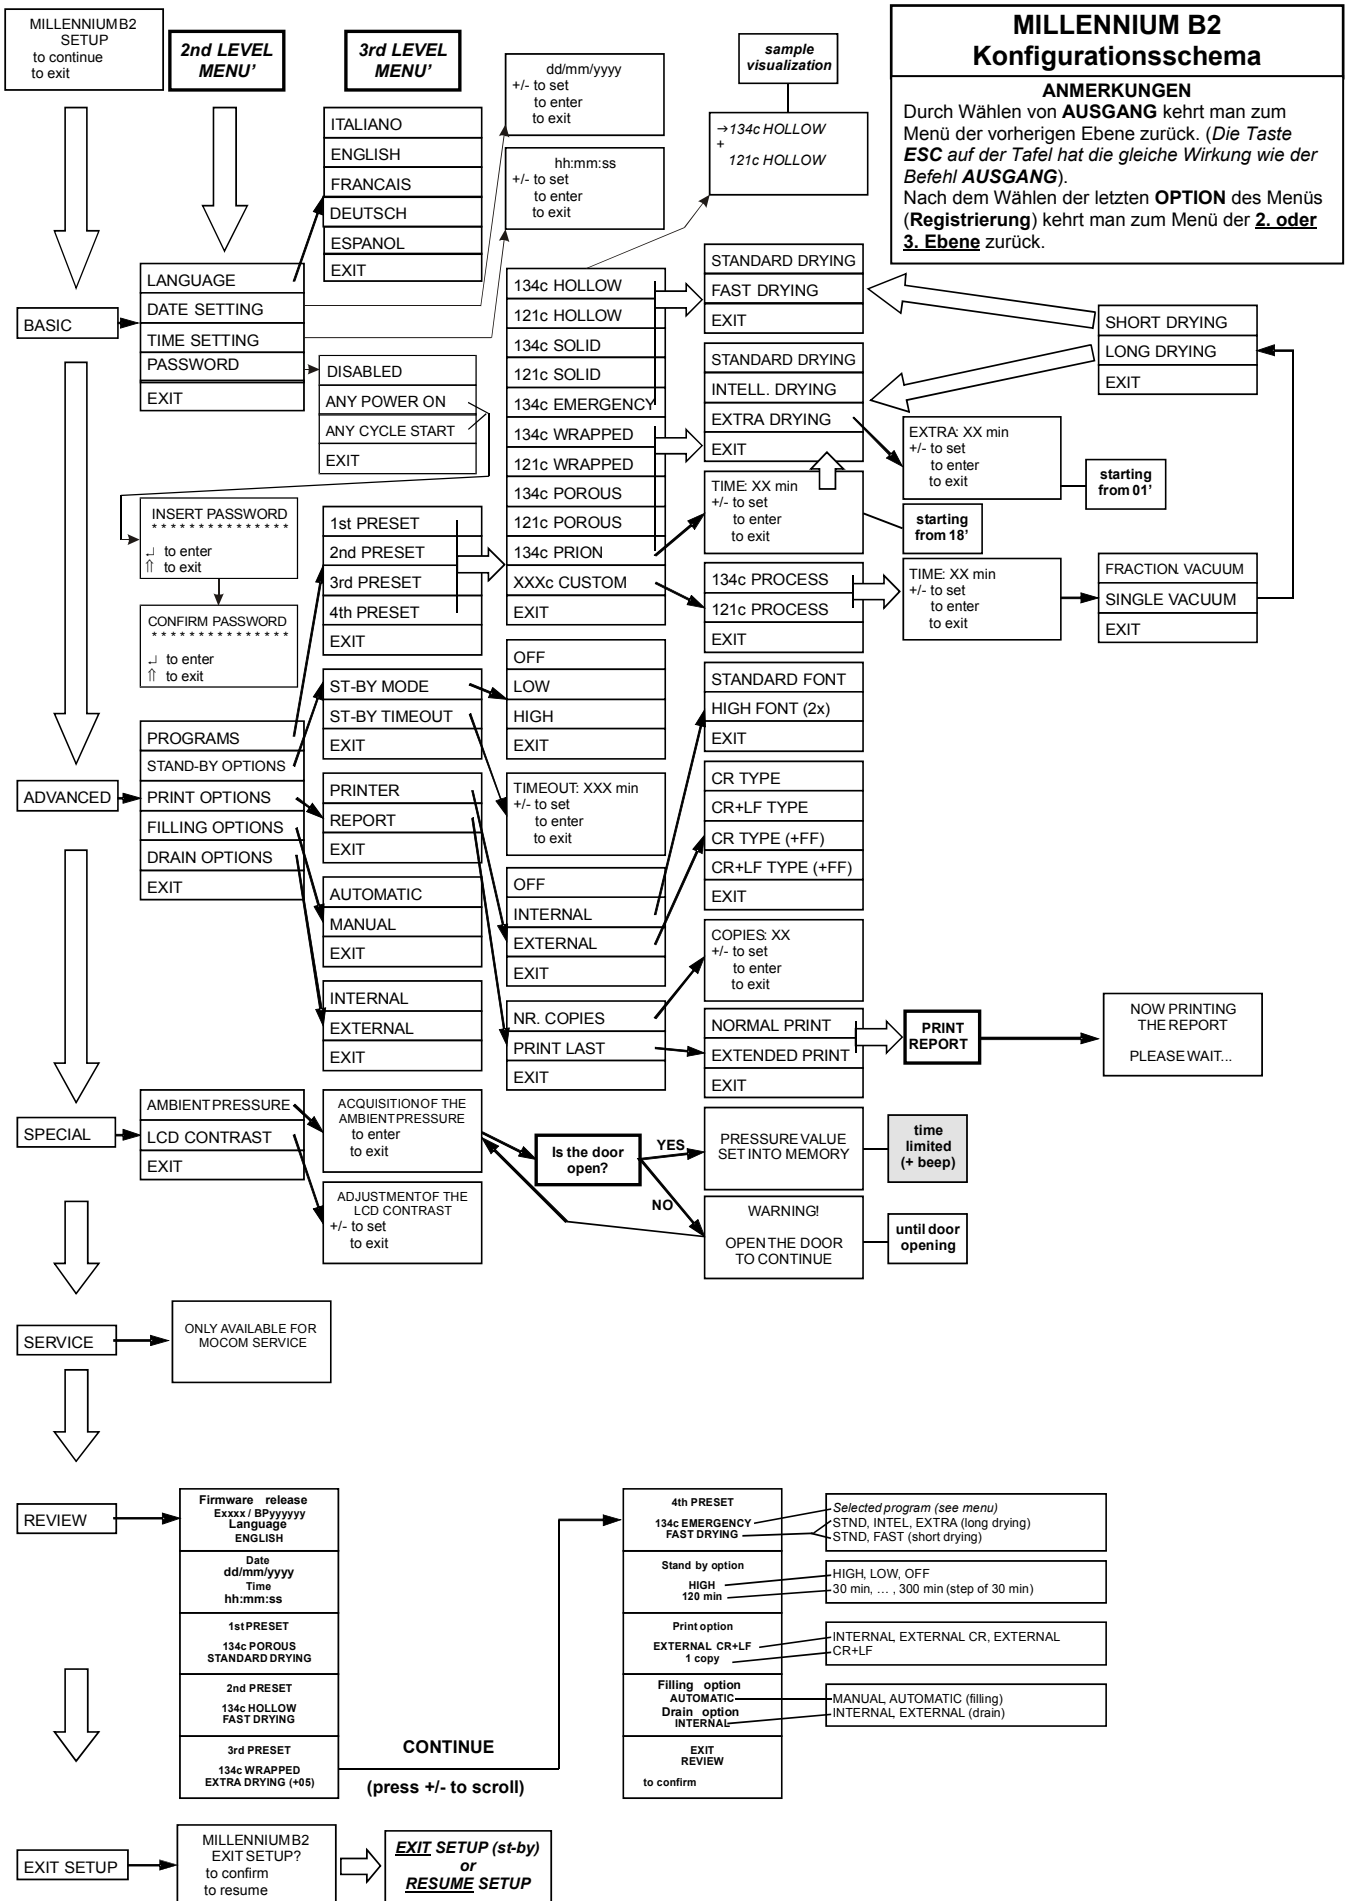 MILLENNIUM B2
SETUP
to continue
to exit
2nd LEVEL
MENU'
3rd LEVEL
MENU'
dd/mm/yyyy
+/- to set
to enter
to exit
hh:mm:ss
+/- to set
to enter
to exit
sample
visualization
→134c HOLLOW
+
121c HOLLOW
MILLENNIUM B2
Konfigurationsschema
ANMERKUNGEN
Durch Wählen von AUSGANG kehrt man zum
Menü der vorherigen Ebene zurück. (Die Taste
ESC auf der Tafel hat die gleiche Wirkung wie der
Befehl AUSGANG).
Nach dem Wählen der letzten OPTION des Menüs
(Registrierung) kehrt man zum Menü der 2. oder
3. Ebene zurück.
ITALIANO
ENGLISH
FRANCAIS
DEUTSCH
ESPANOL
EXIT
BASIC
LANGUAGE
DATE SETTING
TIME SETTING
PASSWORD
EXIT
DISABLED
ANY POWER ON
ANY CYCLE START
EXIT
INSERT PASSWORD
* * * * * * * * * * * * * * *
↵ to enter
⇑ to exit
CONFIRM PASSWORD
* * * * * * * * * * * * * * *
↵ to enter
⇑ to exit
134c HOLLOW
121c HOLLOW
134c SOLID
121c SOLID
134c EMERGENCY
134c WRAPPED
121c WRAPPED
134c POROUS
121c POROUS
134c PRION
XXXc CUSTOM
EXIT
STANDARD DRYING
FAST DRYING
EXIT
STANDARD DRYING
INTELL. DRYING
EXTRA DRYING
EXIT
SHORT DRYING
LONG DRYING
EXIT
EXTRA: XX min
+/- to set
to enter
to exit
starting
from 01'
TIME: XX min
+/- to set
to enter
to exit
starting
from 18'
1st PRESET
2nd PRESET
3rd PRESET
4th PRESET
EXIT
134c PROCESS
121c PROCESS
EXIT
TIME: XX min
+/- to set
to enter
to exit
FRACTION. VACUUM
SINGLE VACUUM
EXIT
ADVANCED
PROGRAMS
STAND-BY OPTIONS
PRINT OPTIONS
FILLING OPTIONS
DRAIN OPTIONS
EXIT
ST-BY MODE
ST-BY TIMEOUT
EXIT
OFF
LOW
HIGH
EXIT
TIMEOUT: XXX min
+/- to set
to enter
to exit
PRINTER
REPORT
EXIT
AUTOMATIC
MANUAL
EXIT
INTERNAL
EXTERNAL
EXIT
OFF
INTERNAL
EXTERNAL
EXIT
NR. COPIES
PRINT LAST
EXIT
STANDARD FONT
HIGH FONT (2x)
EXIT
CR TYPE
CR+LF TYPE
CR TYPE (+FF)
CR+LF TYPE (+FF)
EXIT
COPIES: XX
+/- to set
to enter
to exit
NORMAL PRINT
EXTENDED PRINT
EXIT
PRINT
REPORT
NOW PRINTING
THE REPORT
PLEASE WAIT...
SPECIAL
AMBIENT PRESSURE
LCD CONTRAST
EXIT
ACQUISITION OF THE
AMBIENT PRESSURE
to enter
to exit
ADJUSTMENT OF THE
LCD CONTRAST
+/- to set
to exit
Is the door
open?
YES
NO
PRESSURE VALUE
SET INTO MEMORY
time
limited
(+ beep)
WARNING!
OPEN THE DOOR
TO CONTINUE
until door
opening
SERVICE
ONLY AVAILABLE FOR
MOCOM SERVICE
REVIEW
Firmware release
Exxxx / BPyyyyyy
Language
ENGLISH
Date
dd/mm/yyyy
Time
hh:mm:ss
1st PRESET
134c POROUS
STANDARD DRYING
2nd PRESET
134c HOLLOW
FAST DRYING
3rd PRESET
134c WRAPPED
EXTRA DRYING (+05)
CONTINUE
(press +/- to scroll)
4th PRESET
134c EMERGENCY
FAST DRYING
Selected program (see menu)
STND, INTEL, EXTRA (long drying)
STND, FAST (short drying)
Stand by option
HIGH
120 min
HIGH, LOW, OFF
30 min, ... , 300 min (step of 30 min)
Print option
EXTERNAL CR+LF
1 copy
INTERNAL, EXTERNAL CR, EXTERNAL
CR+LF
Filling option
AUTOMATIC
Drain option
INTERNAL
MANUAL, AUTOMATIC (filling)
INTERNAL, EXTERNAL (drain)
EXIT
REVIEW
to confirm
EXIT SETUP
MILLENNIUM B2
EXIT SETUP?
to confirm
to resume
EXIT SETUP (st-by)
or
RESUME SETUP